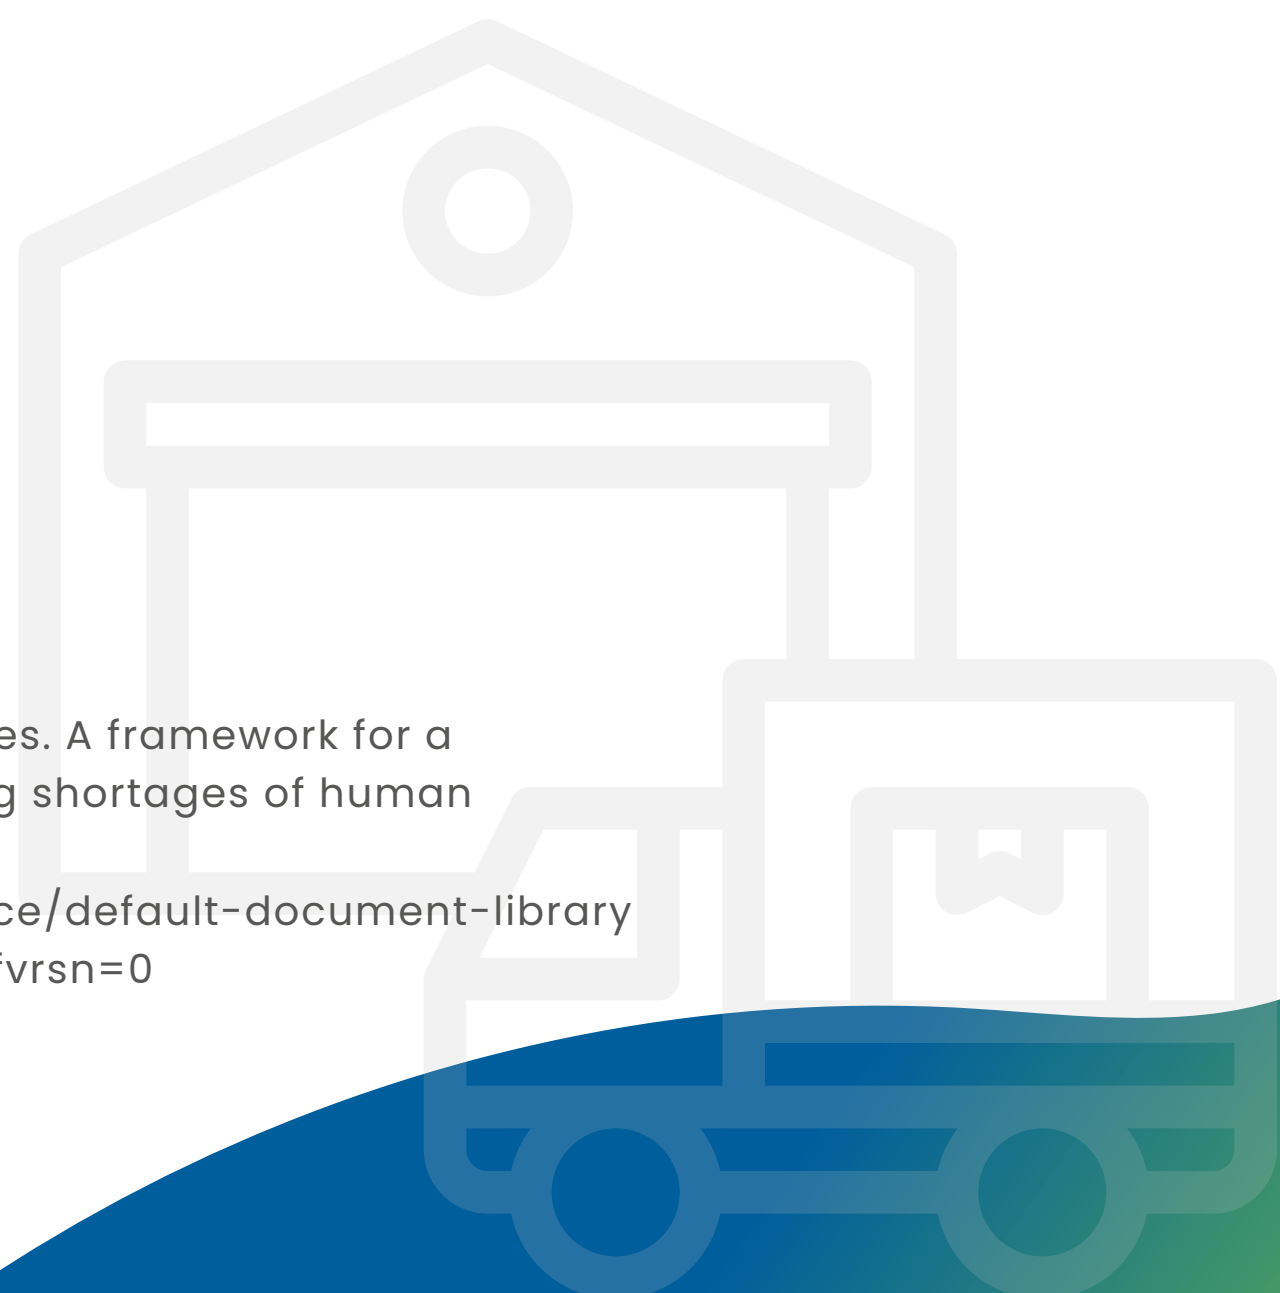 es. A framework for a
g shortages of human
ce/default-document-library
fvrsn=0